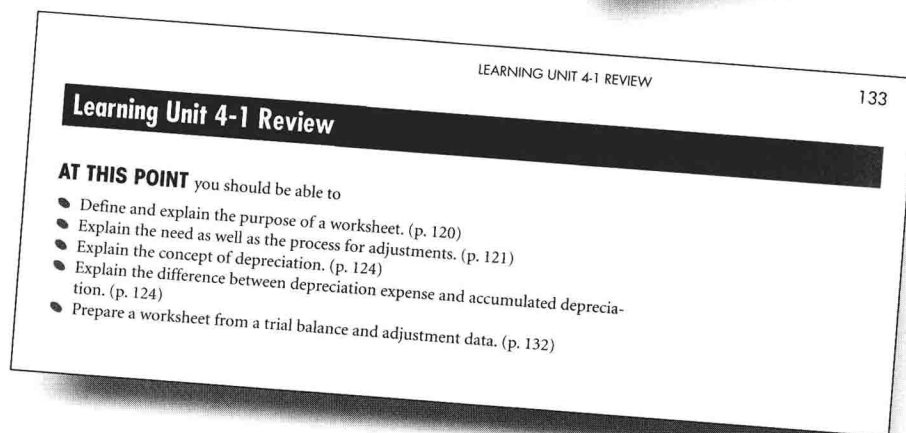 LEARNING UNIT 4-1 REVIEW
133
Learning Unit 4-1 Review
AT THIS POINT you should be able to
Define and explain the purpose of a worksheet. (p. 120)
Explain the need as well as the process for adjustments. (p. 121)
Explain the concept of depreciation. (p. 124)
Explain the difference between depreciation expense and accumulated deprecia-
tion. (p. 124)
Prepare a worksheet from a trial balance and adjustment data. (p. 132)